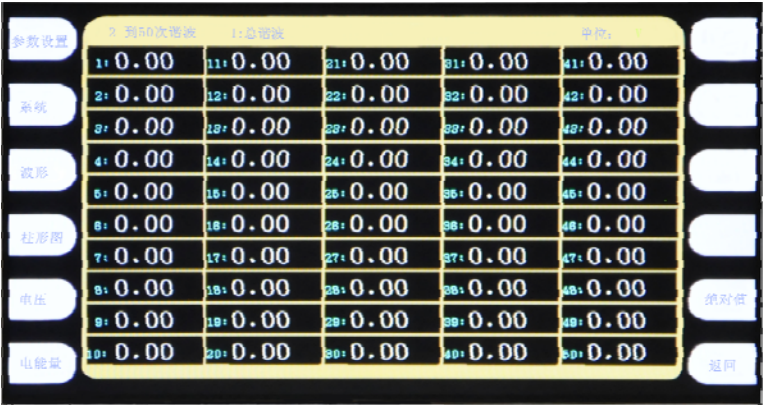 2 到50次谐波 1:总谐波 单位:
参数设置
系统
波形
柱形图
电压
电能量
1: 0.00 11: 0.00 21: 0.00 31: 0.00 41: 0.00
2: 0.00 12: 0.00 22: 0.00 32: 0.00 42: 0.00
3: 0.00 13: 0.00 23: 0.00 33: 0.00 43: 0.00
4: 0.00 14: 0.00 24: 0.00 34: 0.00 44: 0.00
5: 0.00 15: 0.00 25: 0.00 35: 0.00 45: 0.00
6: 0.00 16: 0.00 26: 0.00 36: 0.00 46: 0.00
7: 0.00 17: 0.00 27: 0.00 37: 0.00 47: 0.00
8: 0.00 18: 0.00 28: 0.00 38: 0.00 48: 0.00
9: 0.00 19: 0.00 29: 0.00 39: 0.00 49: 0.00
10: 0.00 20: 0.00 30: 0.00 40: 0.00 50: 0.00
绝对值
返回